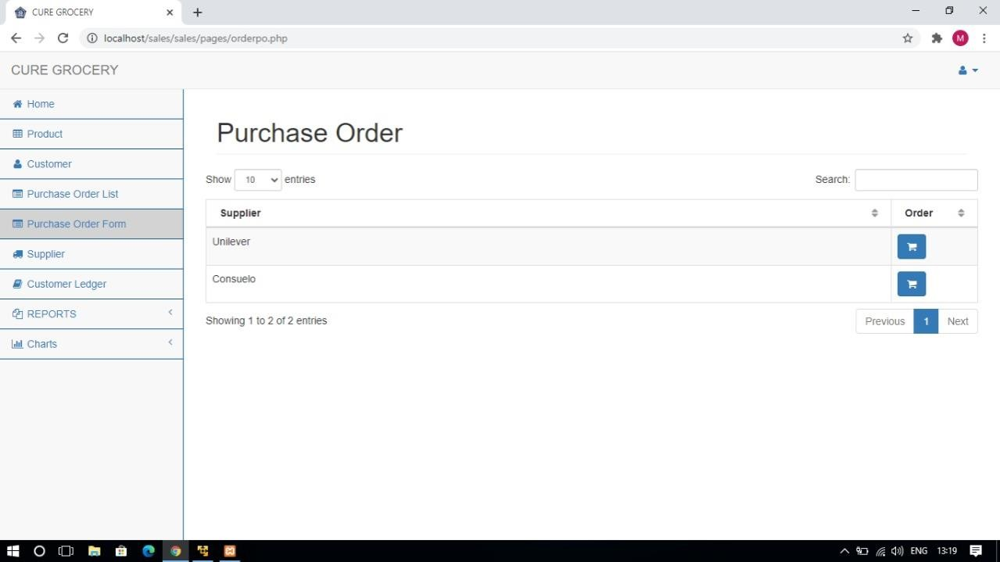 CURE GROCERY
localhost/sales/sales/pages/orderpo.php
M
CURE GROCERY
Home
Product
Customer
Purchase Order List
Purchase Order Form
Supplier
Customer Ledger
REPORTS
Charts
Purchase Order
Show 10 entries
Search:
Supplier Order
Unilever
Consuelo
Showing 1 to 2 of 2 entries
Previous 1 Next
ENG 13:19